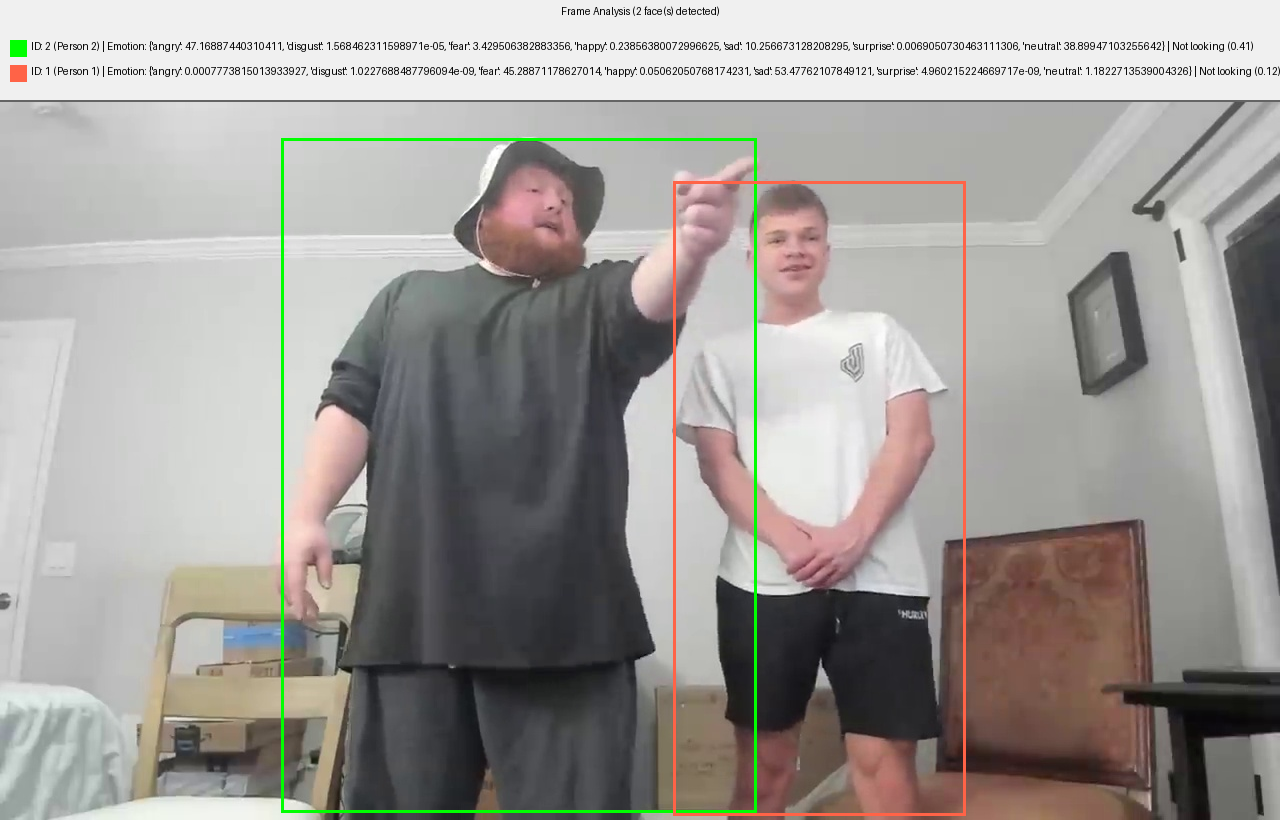 Frame Analysis (2 face(s) detected)
ID: 2 (Person 2) | Emotion: {'angry': 47.16887440310411, 'disgust': 1.568462311598971e-05, 'fear': 3.429506382883356, 'happy': 0.23856380072996625, 'sad': 10.256673128208295, 'surprise': 0.0069050730463111306, 'neutral': 38.89947103255642} | Not looking (0.41)
ID: 1 (Person 1) | Emotion: {'angry': 0.0007773815013933927, 'disgust': 1.0227688487796094e-09, 'fear': 45.28871178627014, 'happy': 0.05062050768174231, 'sad': 53.47762107849121, 'surprise': 4.960215224669717e-09, 'neutral': 1.1822713539004326} | Not looking (0.12)
HURLEY